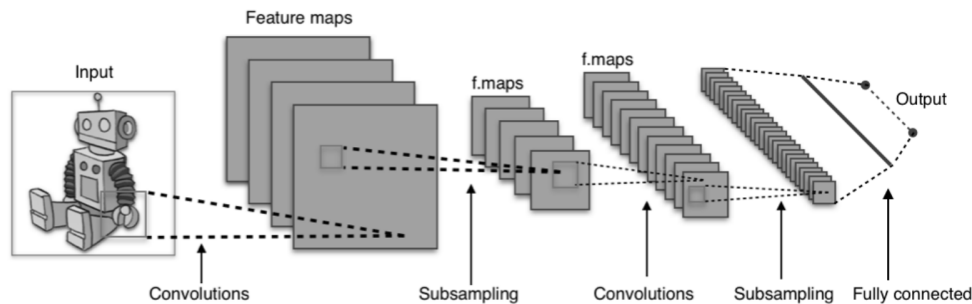 Feature maps
Input
f.maps
f.maps
Output
Convolutions
Subsampling
Convolutions
Subsampling
Fully connected